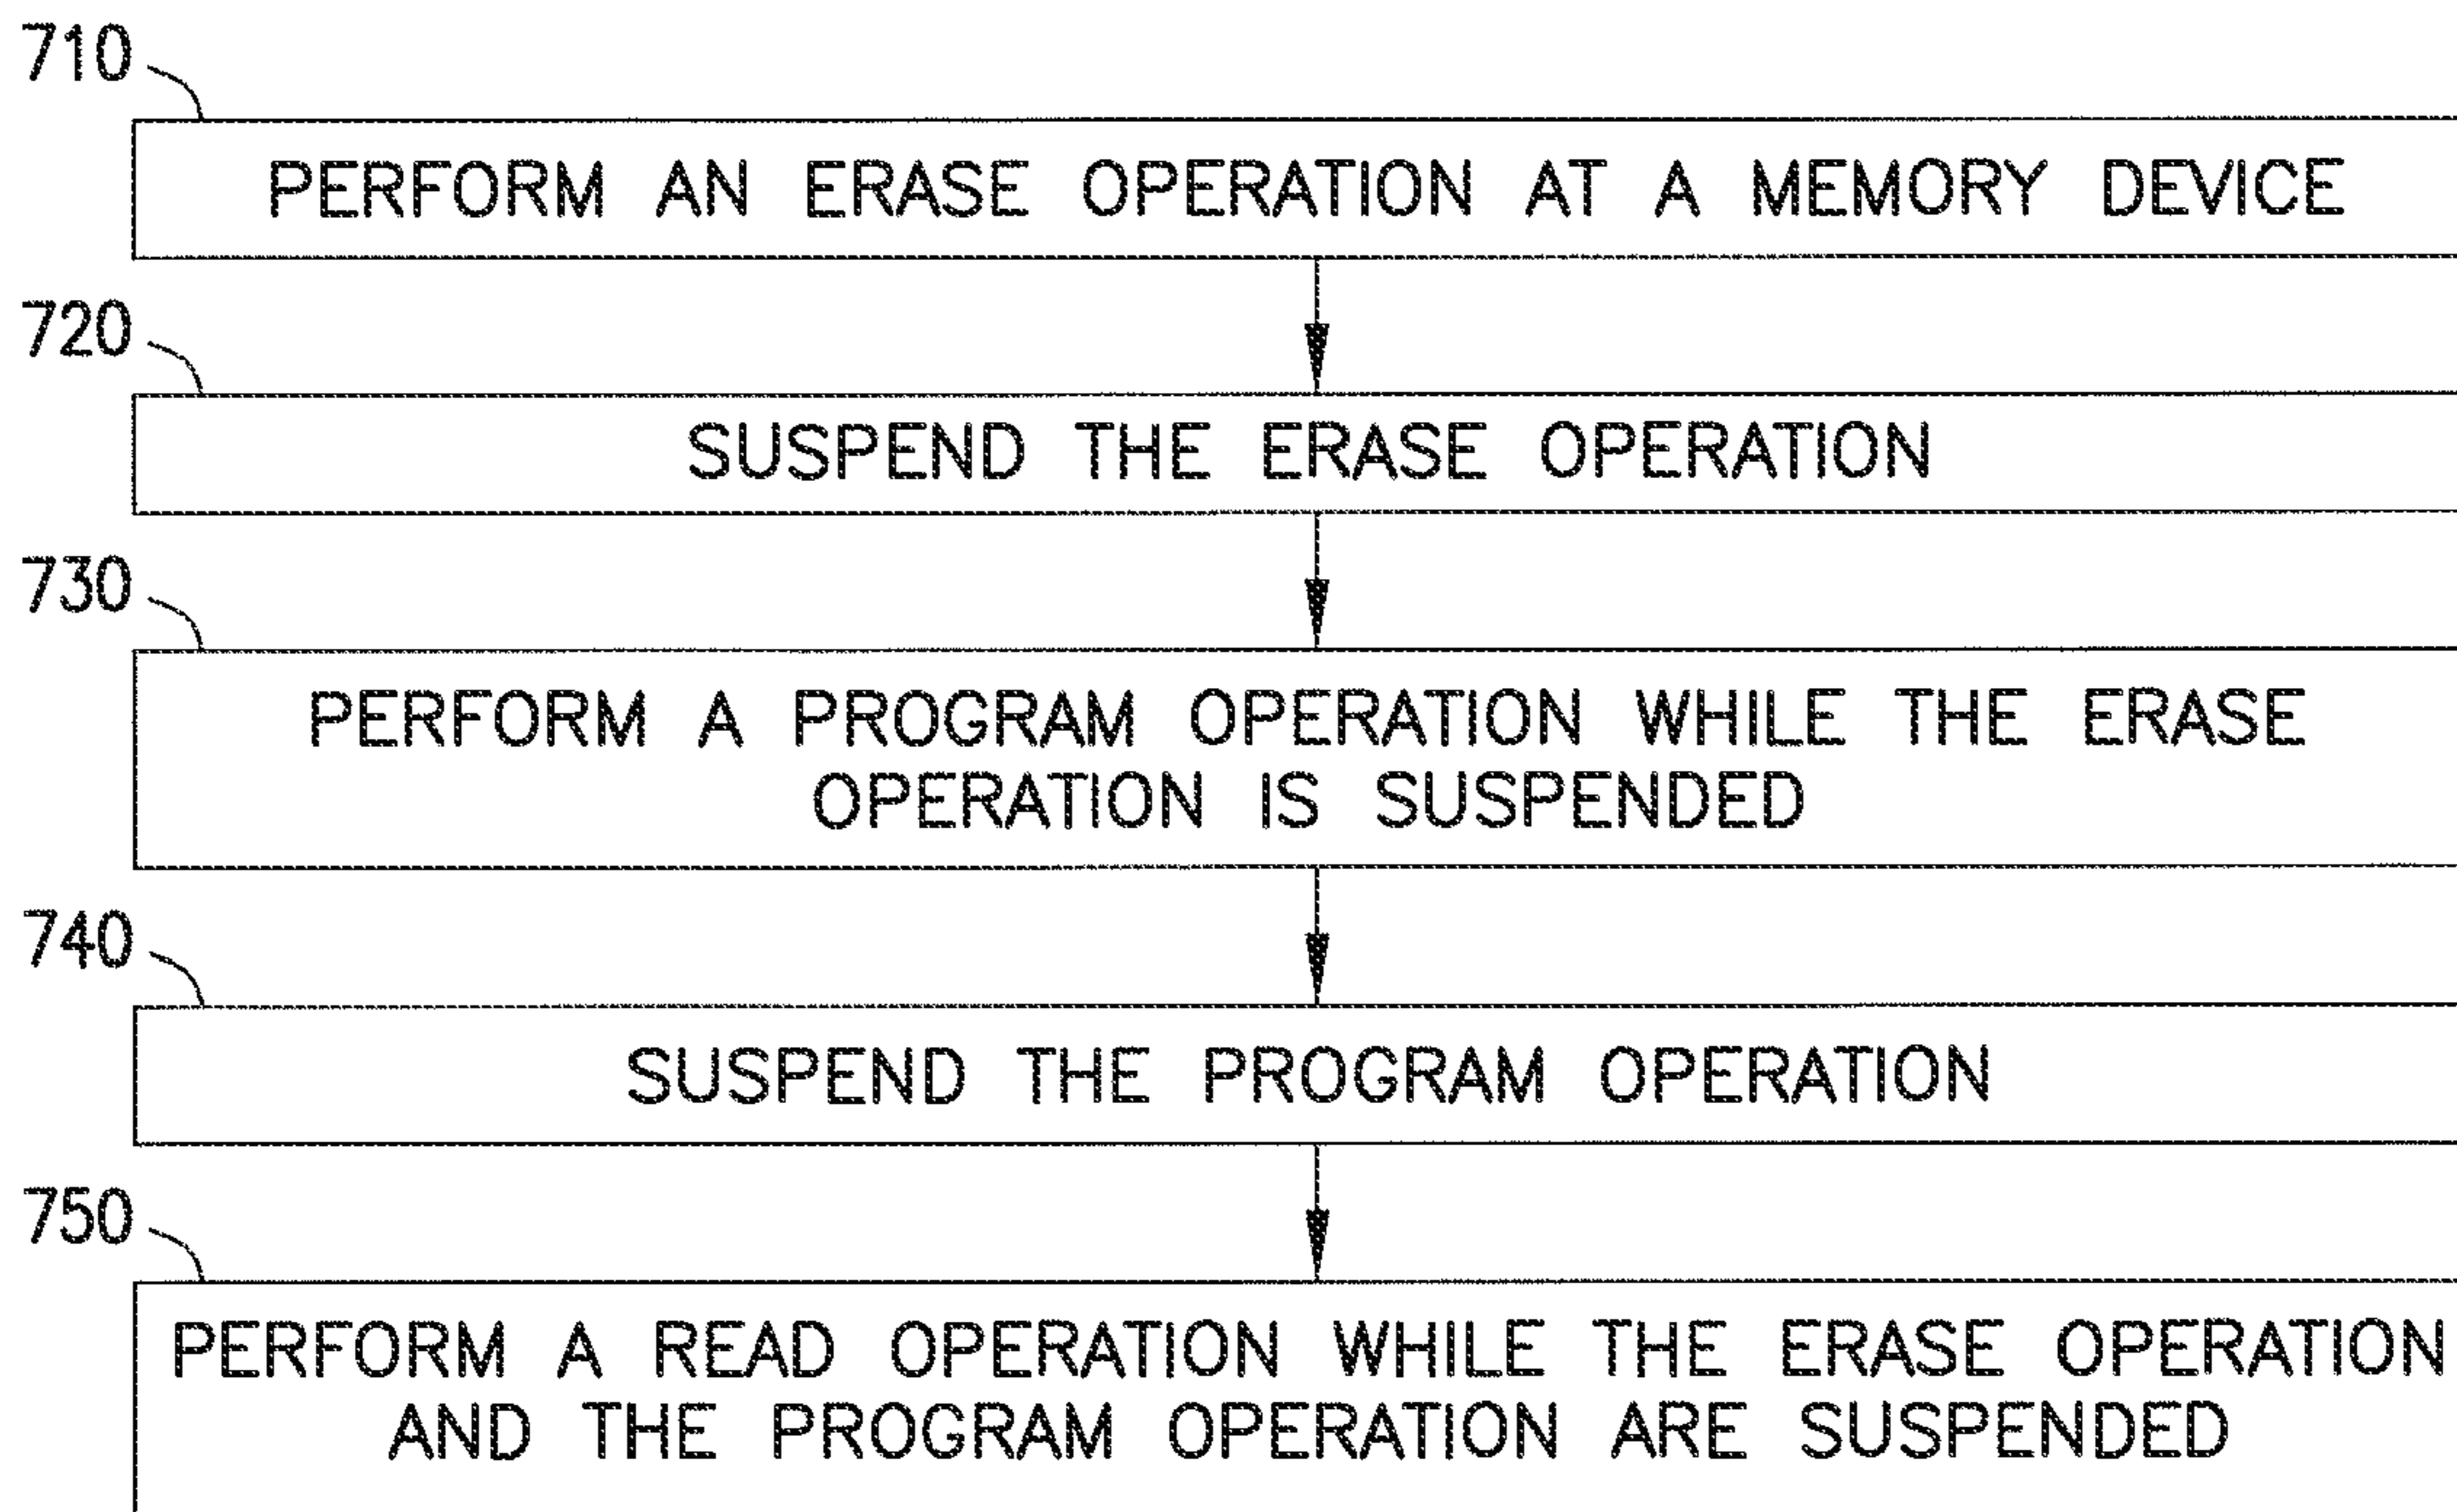 710
PERFORM AN ERASE OPERATION AT A MEMORY DEVICE
720
SUSPEND THE ERASE OPERATION
730
PERFORM A PROGRAM OPERATION WHILE THE ERASE
OPERATION IS SUSPENDED
740
SUSPEND THE PROGRAM OPERATION
750
PERFORM A READ OPERATION WHILE THE ERASE OPERATION
AND THE PROGRAM OPERATION ARE SUSPENDED